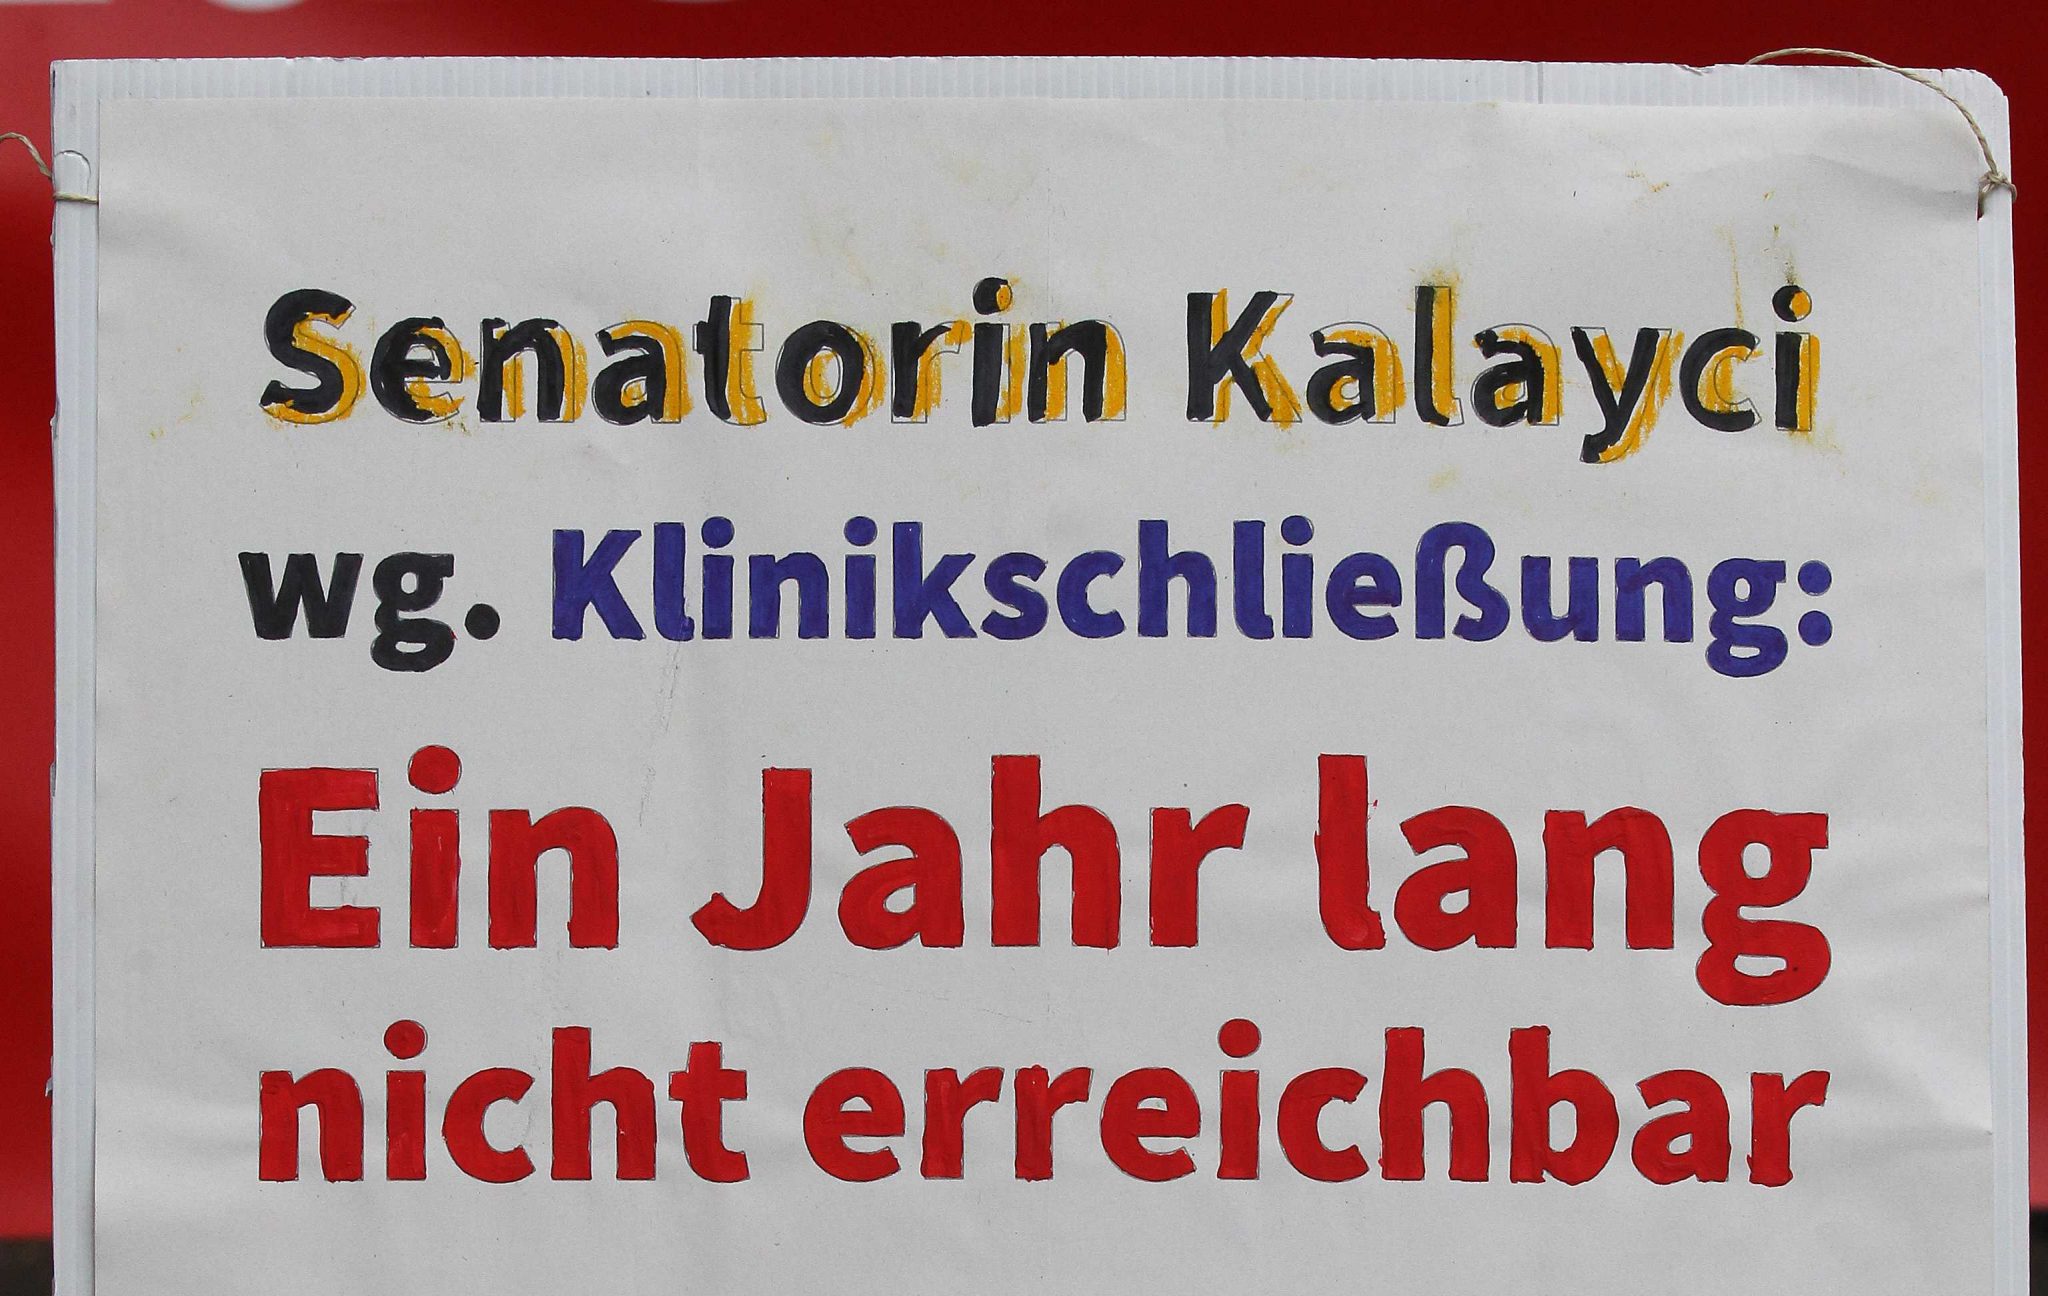 Senatorin Kalayci
wg. Klinikschließung:
Ein Jahr lang
nicht erreichbar